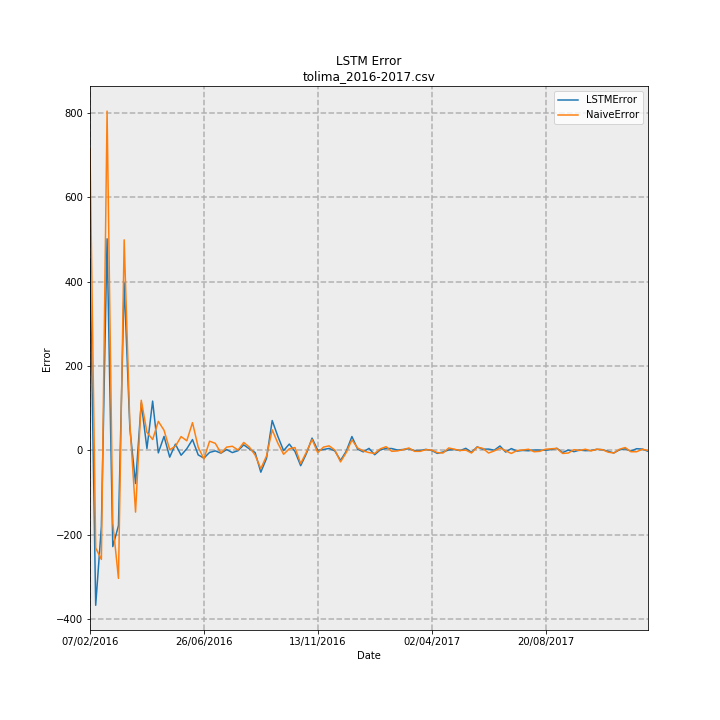 LSTM Error
tolima_2016-2017.csv
LSTMError
NaiveError
800
600
400
200
0
−200
−400
Error
07/02/2016
26/06/2016
13/11/2016
02/04/2017
20/08/2017
Date